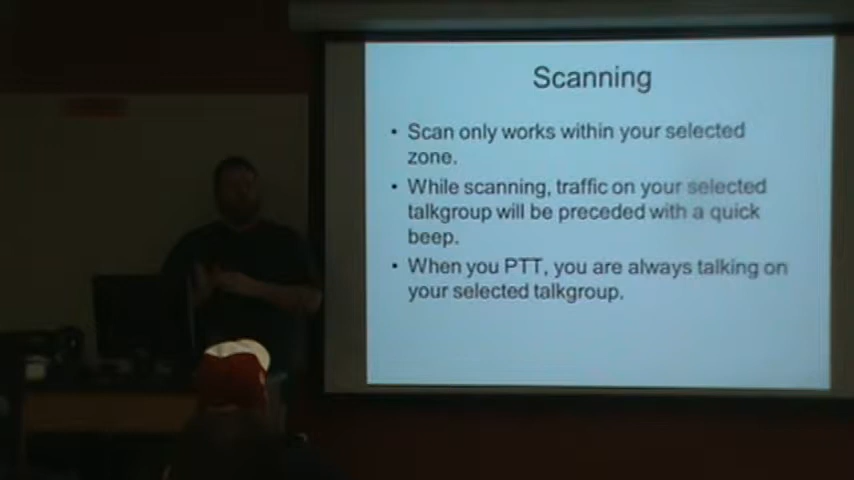 Scanning
• Scan only works within your selected
zone.
• While scanning, traffic on your selected
talkgroup will be preceded with a quick
beep.
• When you PTT, you are always talking on
your selected talkgroup.